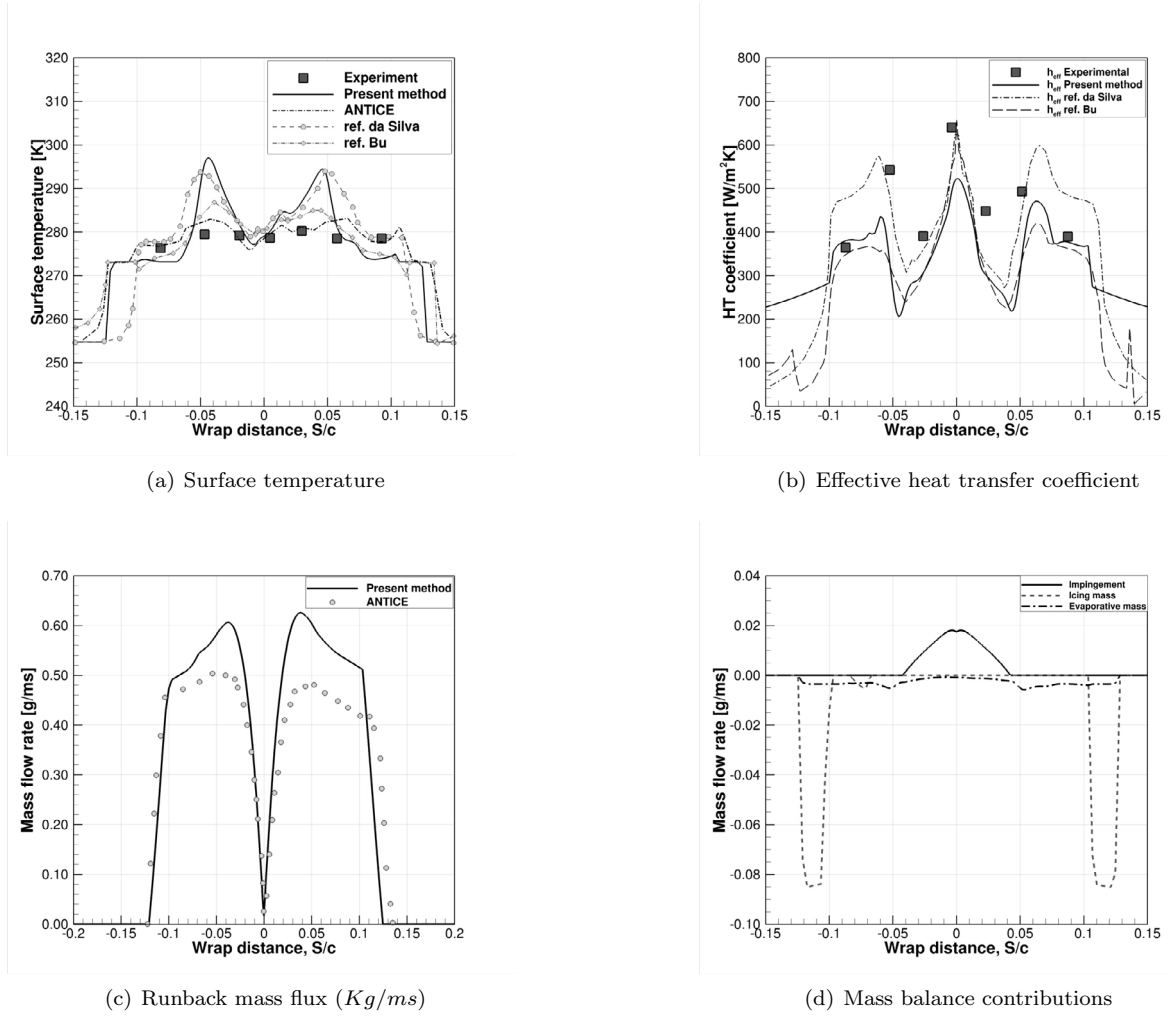 320
310
300
290
280
270
260
250
240
Surface temperature [K]
Experiment
Present method
ANTICE
ref. da Silva
ref. Bu
-0.15 -0.1 -0.05 0 0.05 0.1 0.15
Wrap distance, S/c
(a) Surface temperature
800
700
600
500
400
300
200
100
0
HT coefficient [W/m²K]
h_eff Experimental
h_eff Present method
h_eff ref. da Silva
h_eff ref. Bu
-0.15 -0.1 -0.05 0 0.05 0.1 0.15
Wrap distance, S/c
(b) Effective heat transfer coefficient
0.70
0.60
0.50
0.40
0.30
0.20
0.10
0.00
Mass flow rate [g/ms]
Present method
ANTICE
-0.2 -0.15 -0.1 -0.05 0 0.05 0.1 0.15 0.2
Wrap distance, S/c
(c) Runback mass flux (Kg/ms)
0.04
0.02
0.00
-0.02
-0.04
-0.06
-0.08
-0.10
Mass flow rate [g/ms]
Impingement
Icing mass
Evaporative mass
-0.15 -0.1 -0.05 0 0.05 0.1 0.15
Wrap distance, S/c
(d) Mass balance contributions